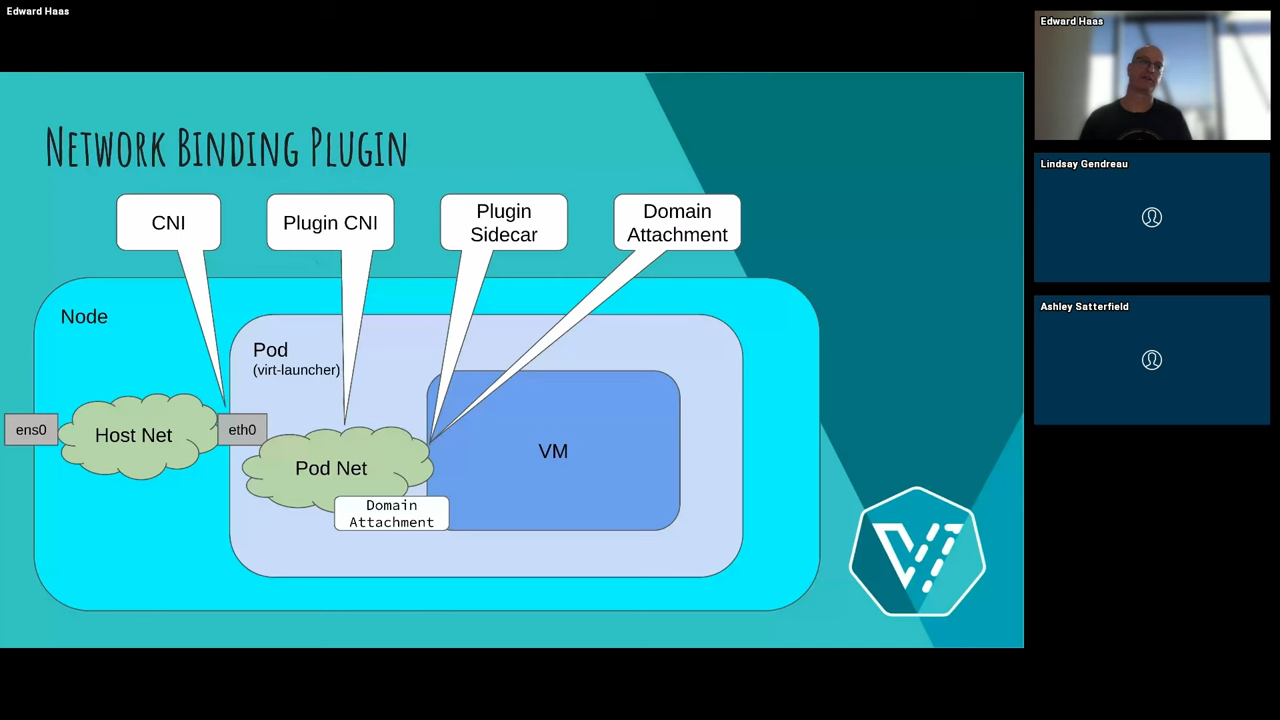 Edward Haas
NETWORK BINDING PLUGIN
CNI
Plugin CNI
Plugin
Sidecar
Domain
Attachment
Node
Pod
(virt-launcher)
ens0
Host Net
eth0
Pod Net
VM
Domain
Attachment
Edward Haas
Lindsay Gendreau
Ashley Satterfield